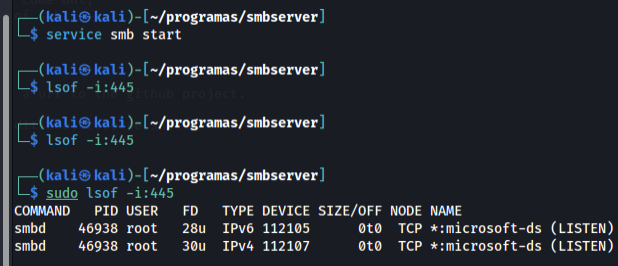 ┌──(kali㉿kali)-[~/programas/smbserver]
└─$ service smb start
┌──(kali㉿kali)-[~/programas/smbserver]
└─$ lsof -i:445
github project.
┌──(kali㉿kali)-[~/programas/smbserver]
└─$ lsof -i:445
┌──(kali㉿kali)-[~/programas/smbserver]
└─$ sudo lsof -i:445
COMMAND PID USER FD TYPE DEVICE SIZE/OFF NODE NAME
smbd 46938 root 28u IPv6 112105 0t0 TCP *:microsoft-ds (LISTEN)
smbd 46938 root 30u IPv4 112107 0t0 TCP *:microsoft-ds (LISTEN)